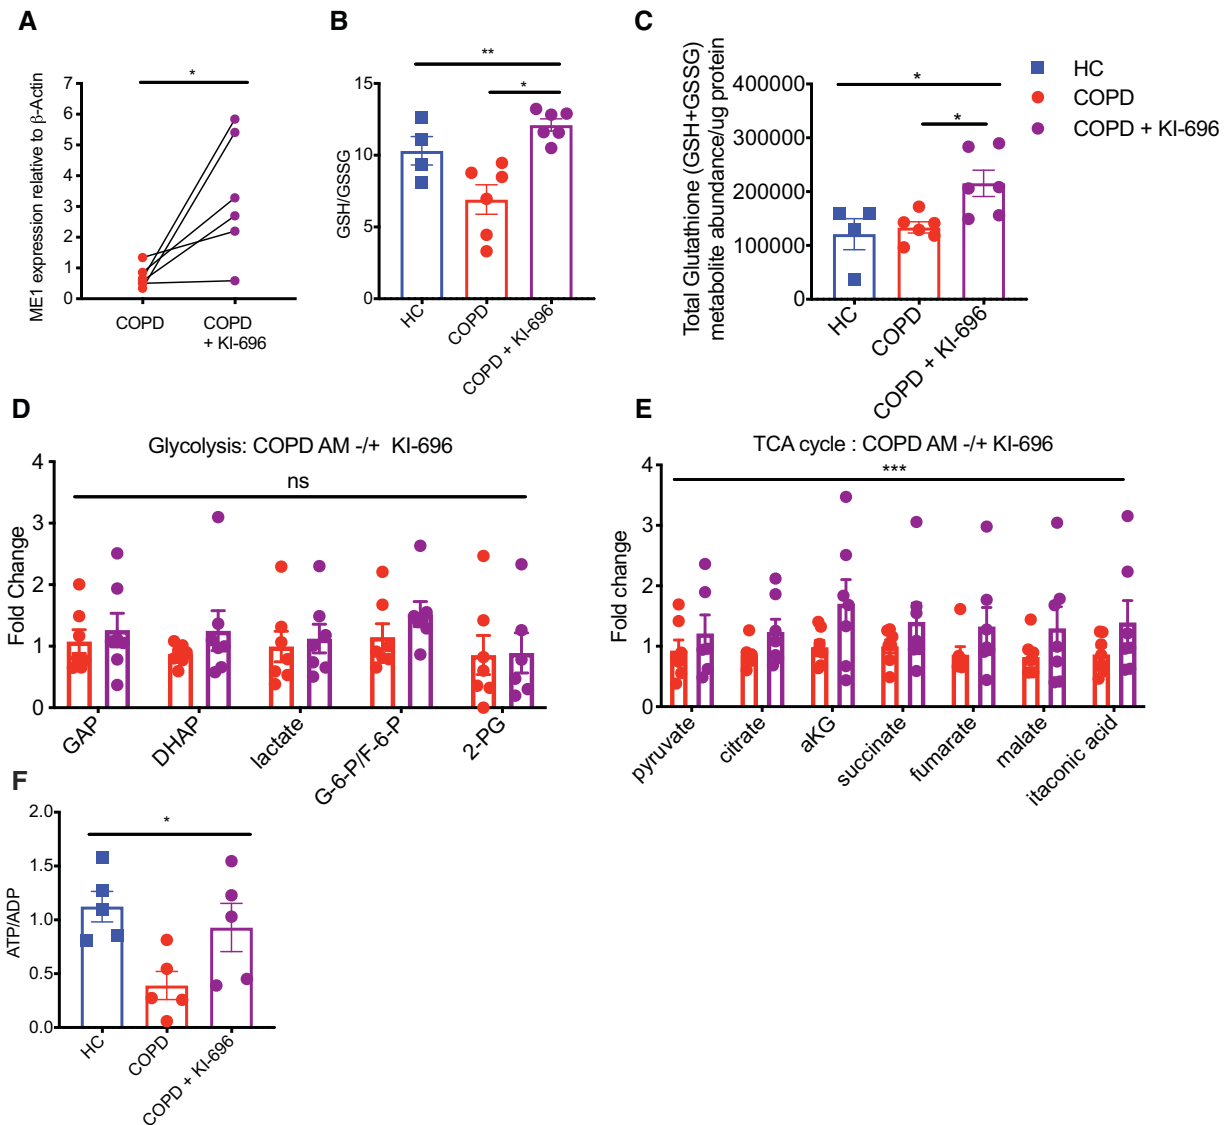 A
ME1 expression relative to β-Actin
7
6
5
4
3
2
1
0
*
COPD
COPD
+ KI-696
B
GSH/GSSG
15
10
5
0
**
*
HC
COPD
COPD + KI-696
C
Total Glutathione (GSH+GSSG)
metabolite abundance/ug protein
400000
300000
200000
100000
0
*
*
HC
COPD
COPD + KI-696
HC
COPD
COPD + KI-696
D
Glycolysis: COPD AM -/+ KI-696
Fold Change
4
3
2
1
0
ns
GAP
DHAP
lactate
G-6-P/F-6-P
2-PG
E
TCA cycle : COPD AM -/+ KI-696
Fold change
4
3
2
1
0
***
pyruvate
citrate
aKG
succinate
fumarate
malate
itaconic acid
F
ATP/ADP
2.0
1.5
1.0
0.5
0.0
*
HC
COPD
COPD + KI-696